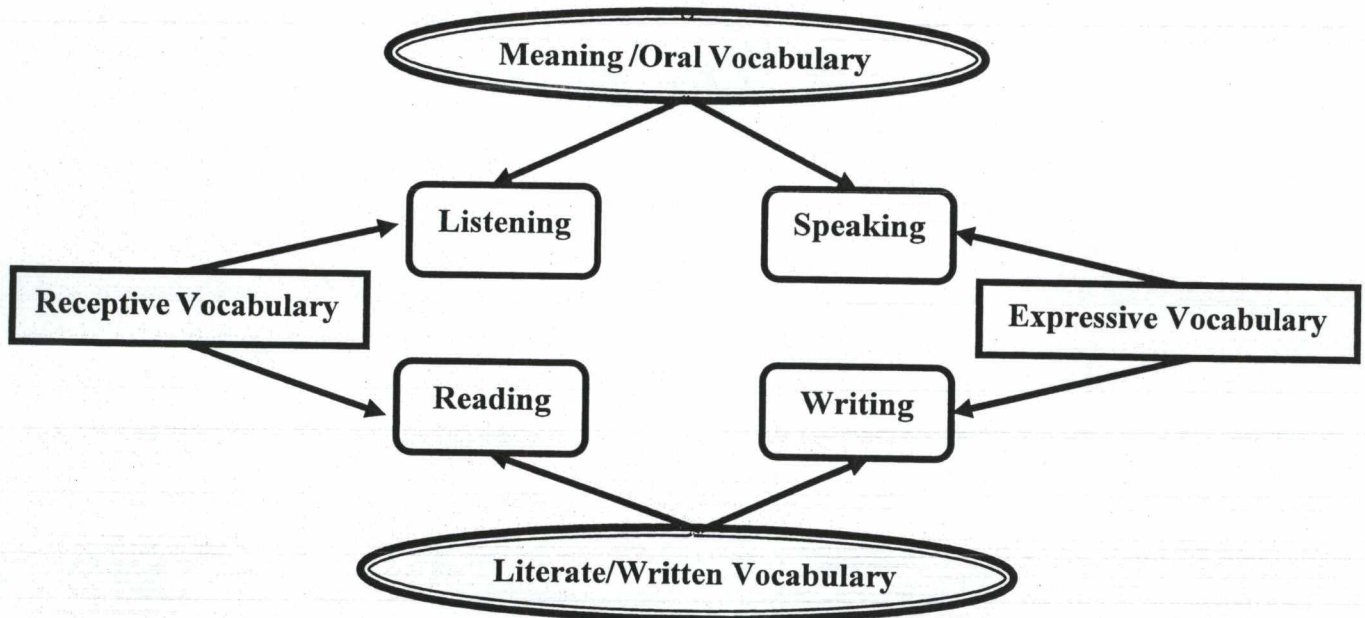 Meaning /Oral Vocabulary
Listening
Speaking
Receptive Vocabulary
Expressive Vocabulary
Reading
Writing
Literate/Written Vocabulary